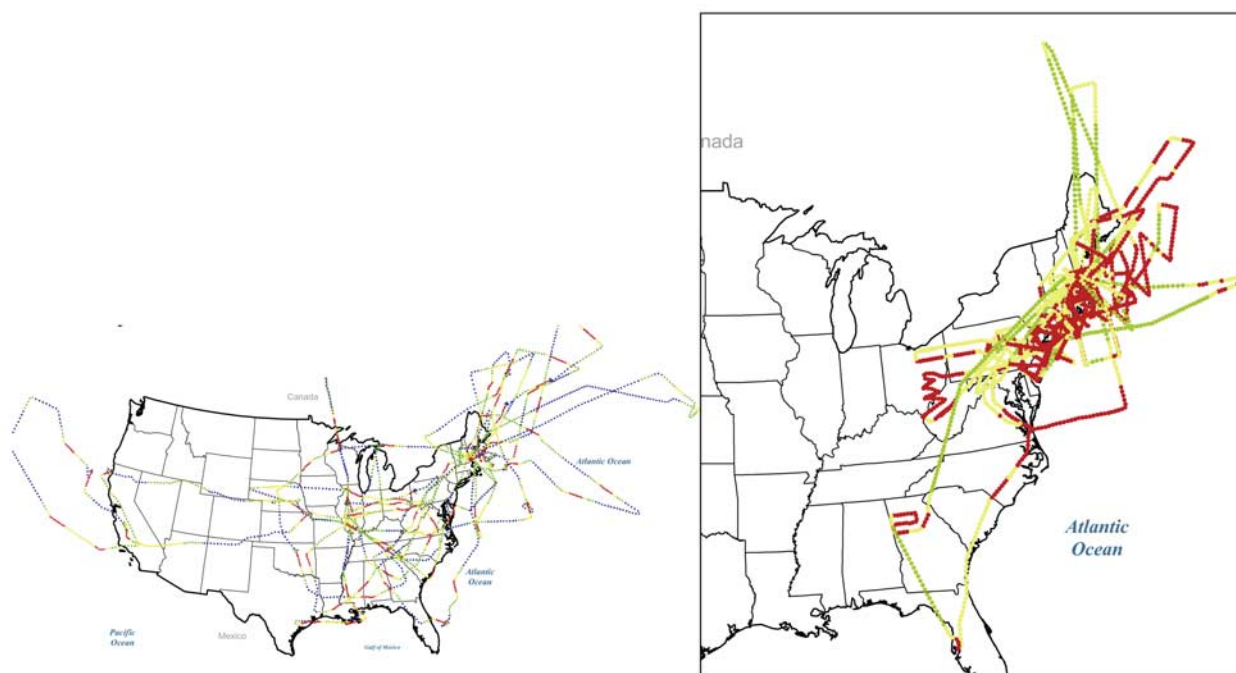 Canada
Atlantic Ocean
Atlantic
Ocean
Pacific
Ocean
Mexico
Gulf of Mexico
nada
Atlantic
Ocean